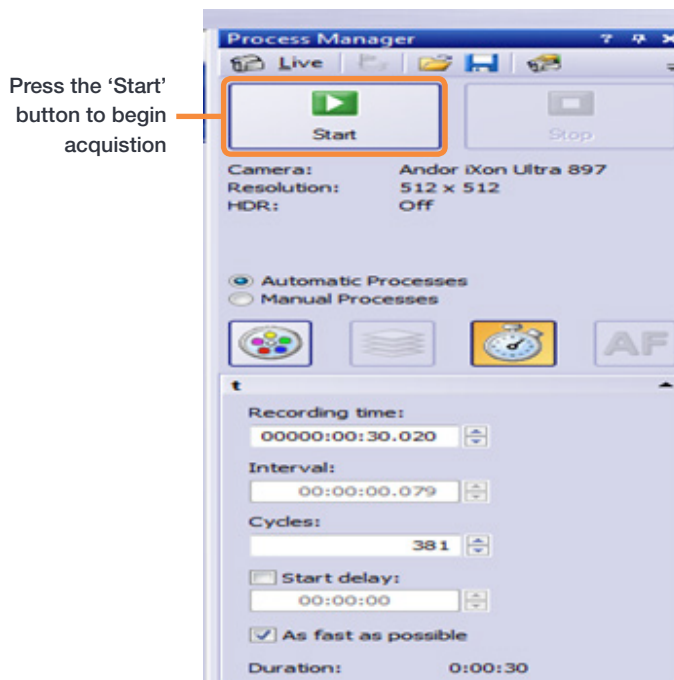 Press the ‘Start’
button to begin
acquistion
Process Manager
Live
Start
Stop
Camera: Andor iXon Ultra 897
Resolution: 512 x 512
HDR: Off
Automatic Processes
Manual Processes
AF
t
Recording time:
00000:00:30.020
Interval:
00:00:00.079
Cycles:
381
Start delay:
00:00:00
As fast as possible
Duration: 0:00:30